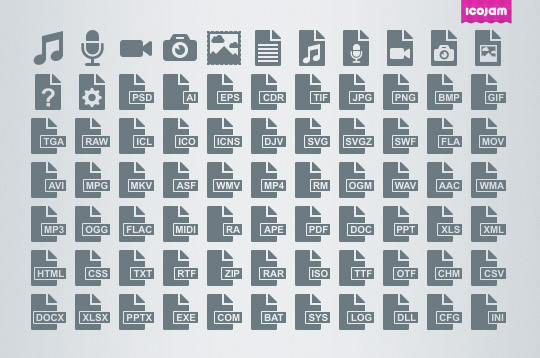 icojam
?
PSD AI EPS CDR TIF JPG PNG BMP GIF
TGA RAW ICL ICO ICNS DJV SVG SVGZ SWF FLA MOV
AVI MPG MKV ASF WMV MP4 RM OGM WAV AAC WMA
MP3 OGG FLAC MIDI RA APE PDF DOC PPT XLS XML
HTML CSS TXT RTF ZIP RAR ISO TTF OTF CHM CSV
DOCX XLSX PPTX EXE COM BAT SYS LOG DLL CFG INI